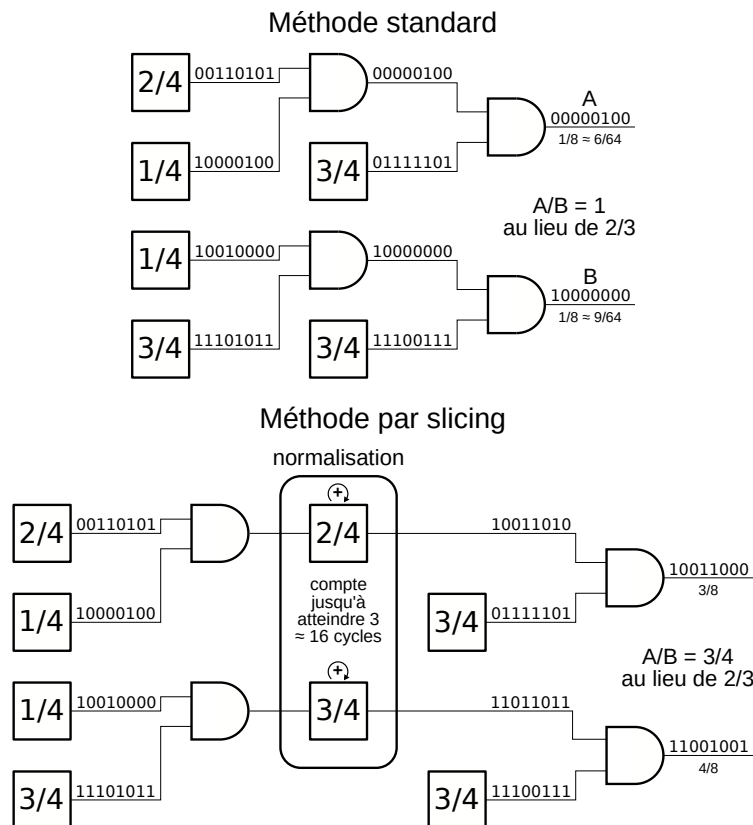 Méthode standard
2/4
00110101
00000100
A
00000100
1/8 ≈ 6/64
1/4
10000100
3/4
01111101
A/B = 1
au lieu de 2/3
1/4
10010000
10000000
B
10000000
1/8 ≈ 9/64
3/4
11101011
3/4
11100111
Méthode par slicing
normalisation
+
2/4
00110101
2/4
10011010
10011000
3/8
compte
jusqu'à
atteindre 3
≈ 16 cycles
1/4
10000100
3/4
01111101
A/B = 3/4
au lieu de 2/3
+
1/4
10010000
3/4
11011011
11001001
4/8
3/4
11101011
3/4
11100111